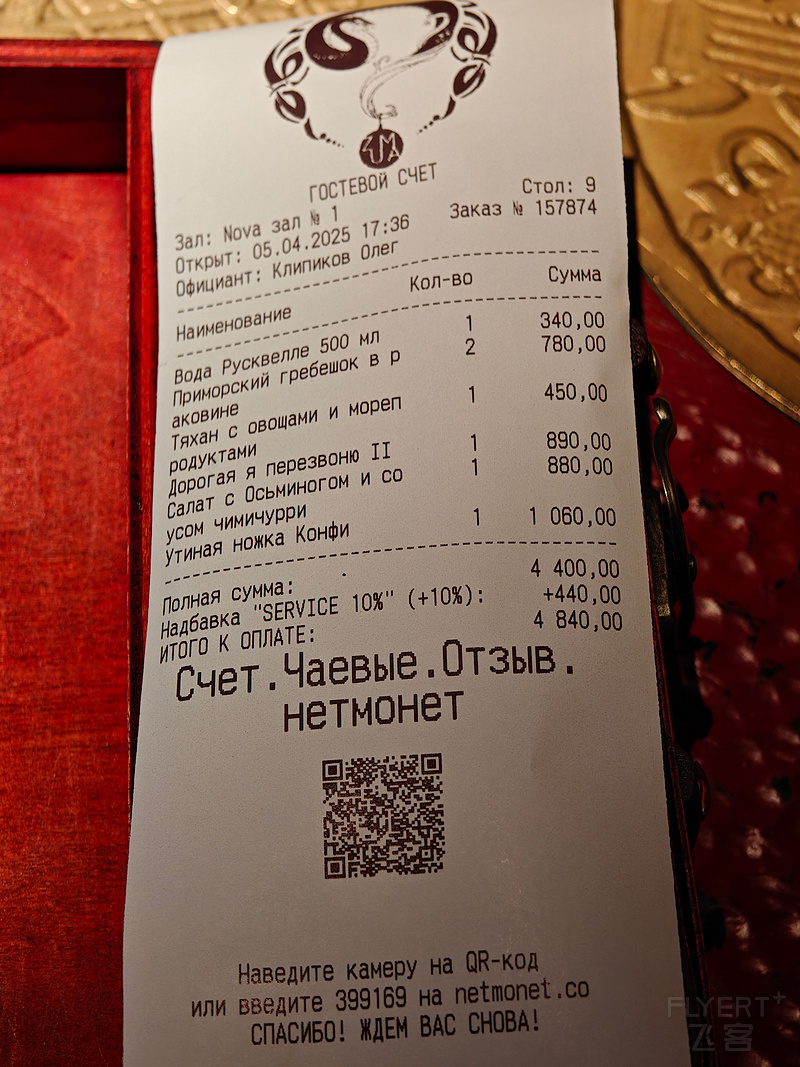 ZUMA
ГОСТЕВОЙ СЧЕТ
Стол: 9
Зал: Nova зал № 1
Заказ № 157874
Открыт: 05.04.2025 17:36
Официант: Клипиков Олег
Наименование Кол-во Сумма
Вода Русквелле 500 мл 1 340,00
Приморский гребешок в р 2 780,00
аковине
Тяхан с овощами и мореп 1 450,00
родуктами
Дорогая я перезвоню II 1 890,00
Салат с Осьминогом и со 1 880,00
усом чимичурри
Утиная ножка Конфи 1 1 060,00
Полная сумма: 4 400,00
Надбавка "SERVICE 10%" (+10%): +440,00
ИТОГО К ОПЛАТЕ: 4 840,00
Счет.Чаевые.Отзыв.
нетмонет
Наведите камеру на QR-код
или введите 399169 на netmonet.co
СПАСИБО! ЖДЕМ ВАС СНОВА!
FLYERT+
飞客